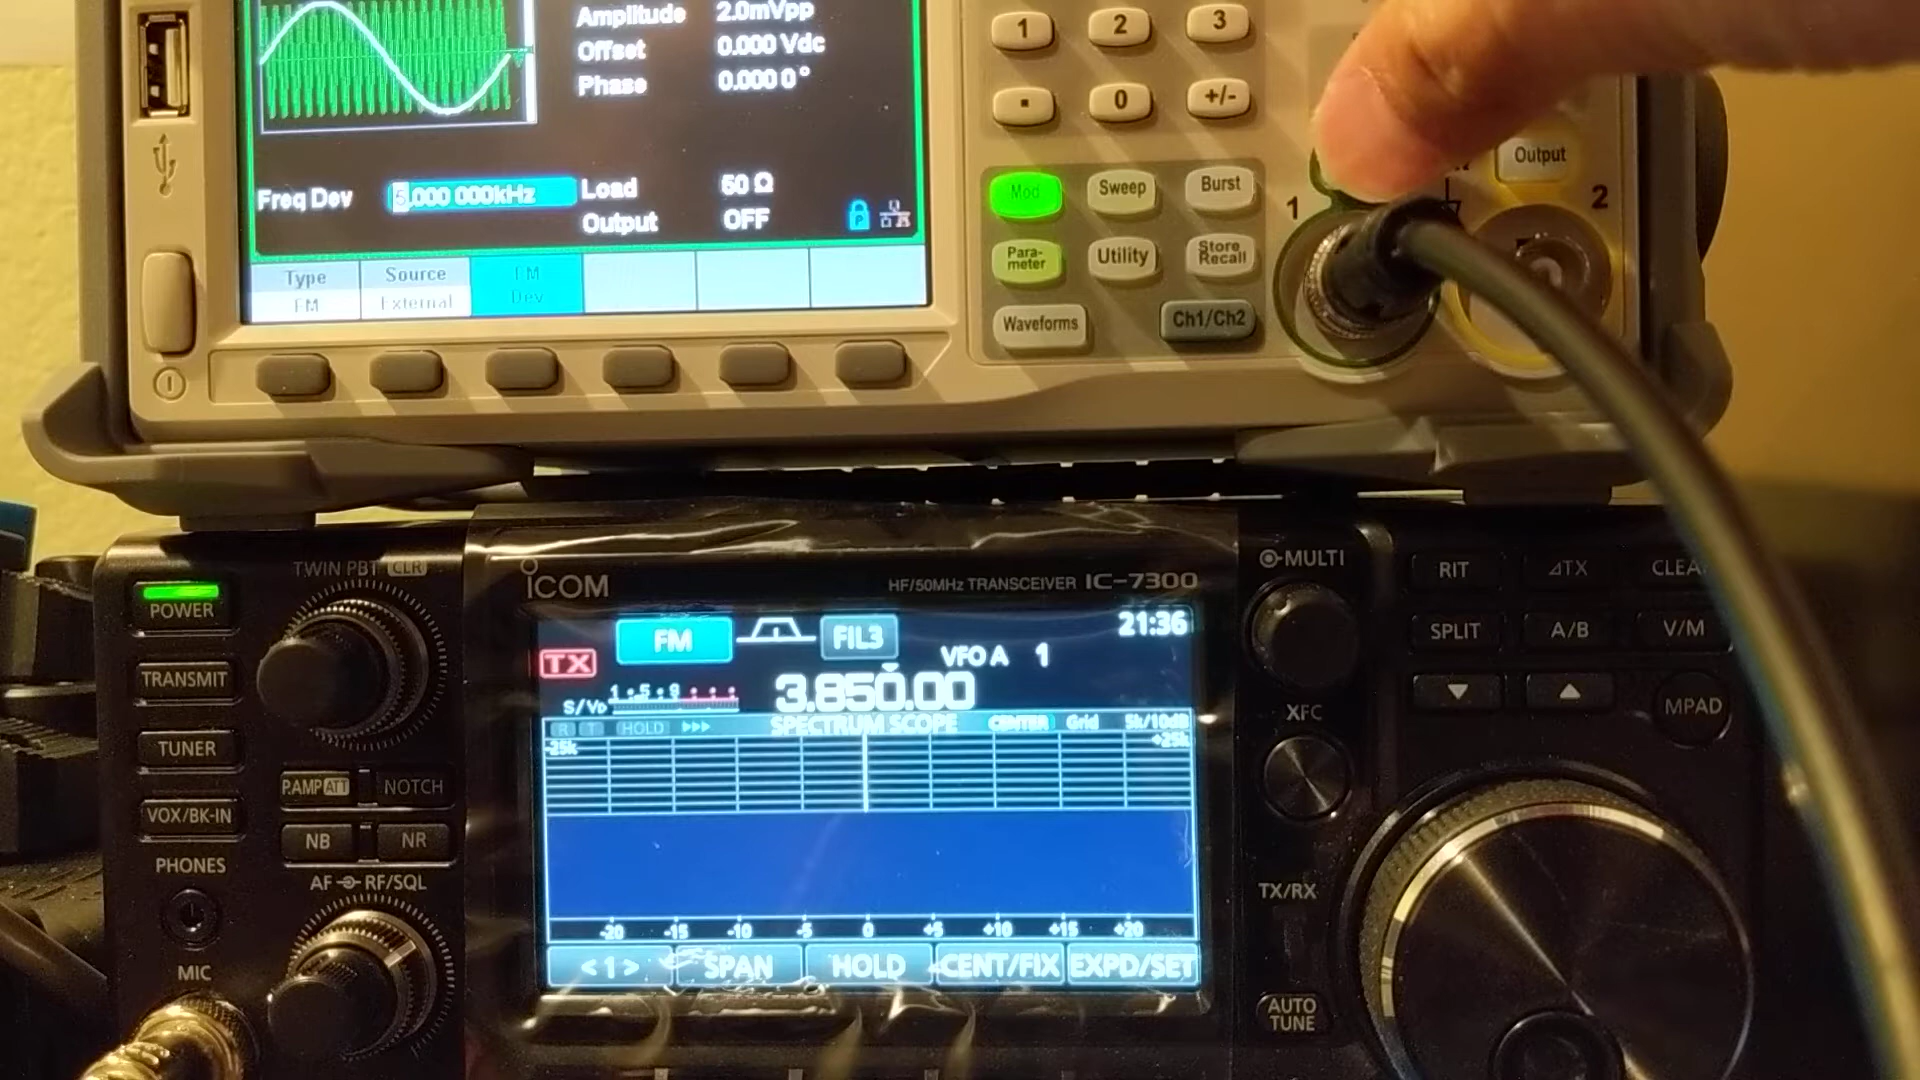 Amplitude 2.0mVpp
Offset 0.000 Vdc
Phase 0.000 0°
Freq Dev 5.000 000kHz Load 50 Ω
Output OFF
Type Source FM
FM External Dev
1 2 3
. 0 +/-
Mod Sweep Burst
Para-
meter Utility Store
Recall
Waveforms Ch1/Ch2
Output
1 2
TWIN PBT CLR
POWER
TRANSMIT
TUNER
VOX/BK-IN
P.AMP ATT NOTCH
NB NR
PHONES
AF RF/SQL
MIC
ICOM HF/50MHz TRANSCEIVER IC-7300
FM FIL3 21:36
TX VFO A 1
3.850.00
S/ 1 5 9
R T HOLD SPECTRUM SCOPE CENTER Grid 5k/10dB
-25k +25k
-20 -15 -10 -5 0 +5 +10 +15 +20
<1> SPAN HOLD CENT/FIX EXPD/SET
MULTI
XFC
TX/RX
AUTO
TUNE
RIT ⊿TX
SPLIT A/B V/M
MPAD